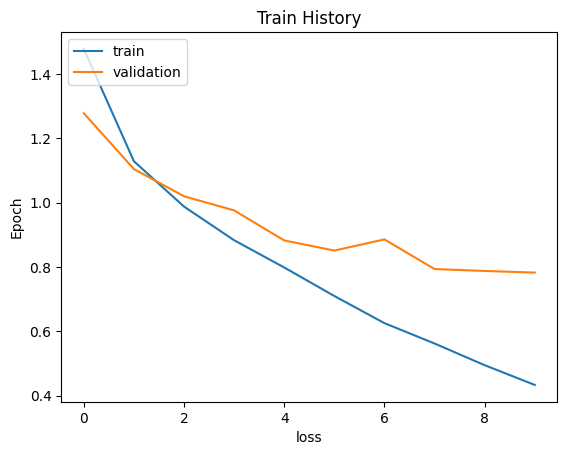 Train History
train
validation
1.4
1.2
1.0
0.8
0.6
0.4
Epoch
0 2 4 6 8
loss